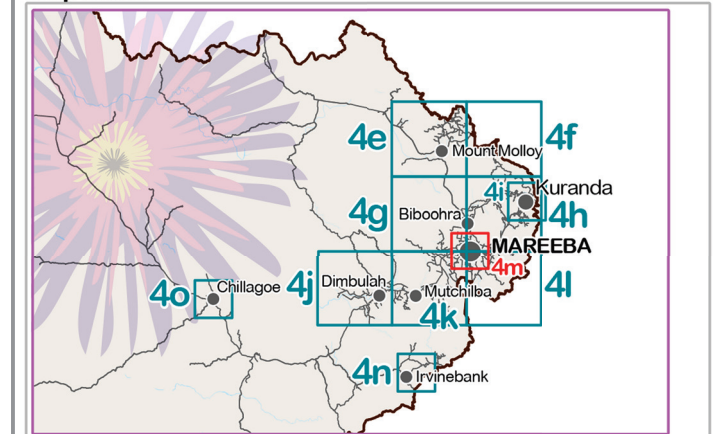 4e
4f
Mount Molloy
4i
Kuranda
4g
Biboohra
4h
MAREEBA
4m
4o
Chillagoe
4j
Dimbulah
Mutchilba
4l
4k
4n
Irvinebank